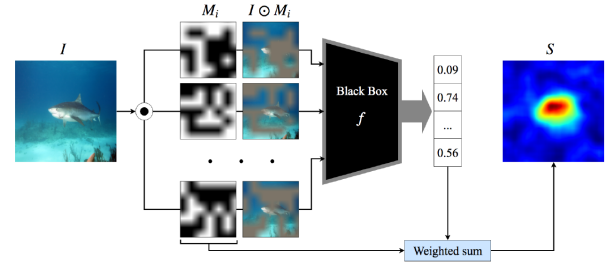 I
M_i
I ⊙ M_i
S
Black Box
f
0.09
0.74
...
0.56
Weighted sum